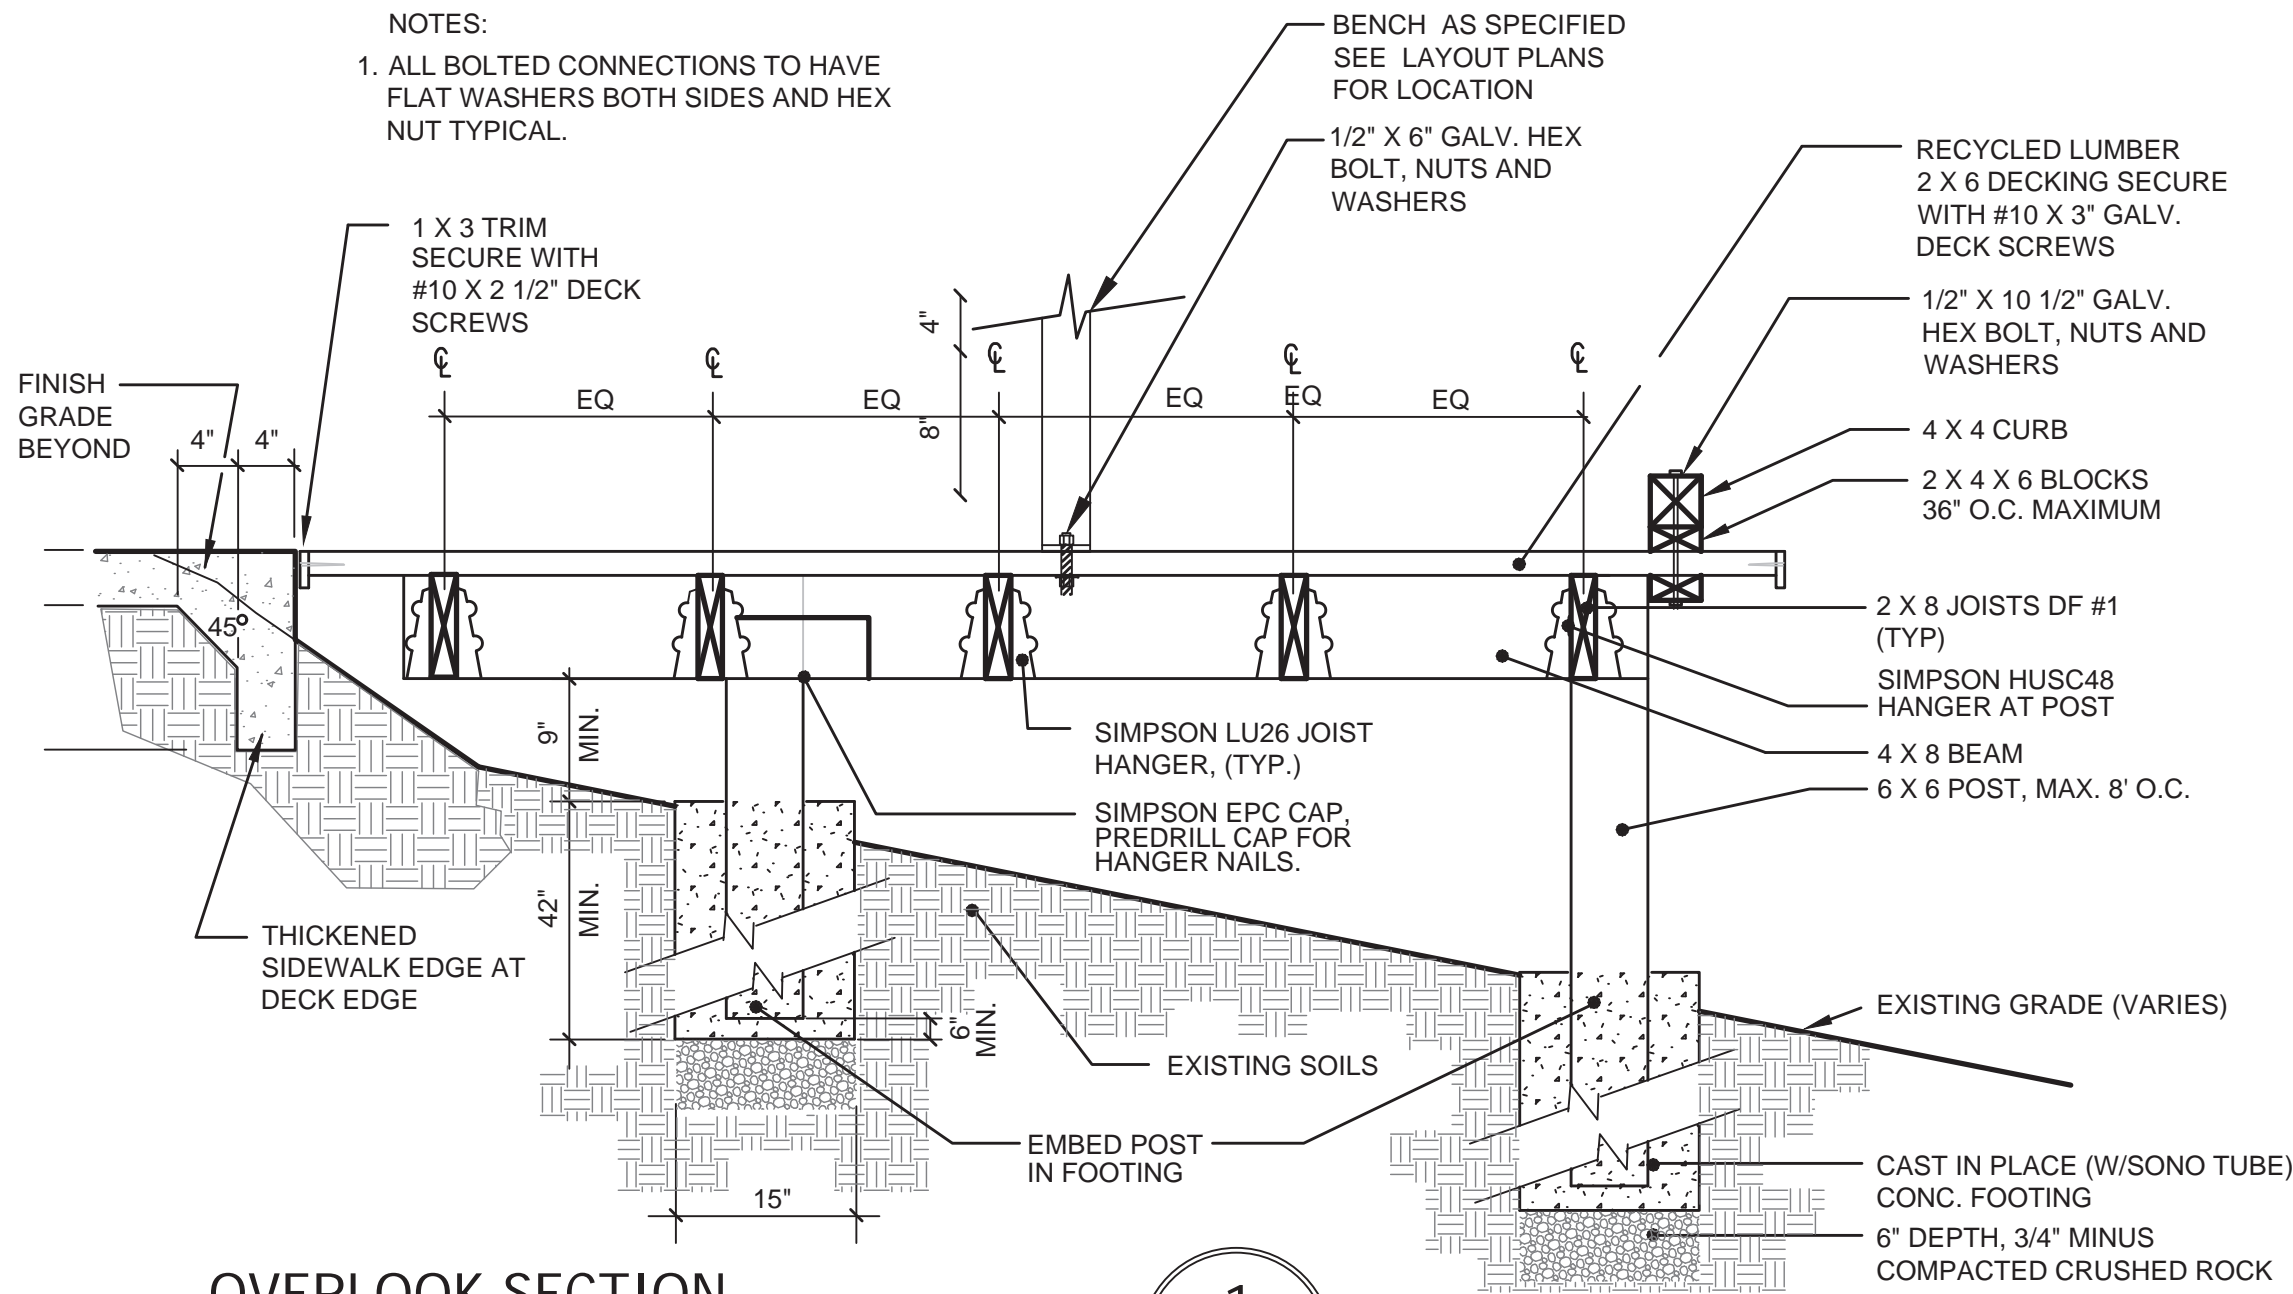 NOTES:
1. ALL BOLTED CONNECTIONS TO HAVE
FLAT WASHERS BOTH SIDES AND HEX
NUT TYPICAL.
BENCH AS SPECIFIED
SEE LAYOUT PLANS
FOR LOCATION
1/2" X 6" GALV. HEX
BOLT, NUTS AND
WASHERS
RECYCLED LUMBER
2 X 6 DECKING SECURE
WITH #10 X 3" GALV.
DECK SCREWS
1 X 3 TRIM
SECURE WITH
#10 X 2 1/2" DECK
SCREWS
1/2" X 10 1/2" GALV.
HEX BOLT, NUTS AND
WASHERS
FINISH
GRADE
BEYOND
4"
4"
℄
℄
℄
℄
℄
EQ
EQ
EQ
EQ
EQ
4"
8"
4 X 4 CURB
2 X 4 X 6 BLOCKS
36" O.C. MAXIMUM
45°
2 X 8 JOISTS DF #1
(TYP)
SIMPSON HUSC48
HANGER AT POST
4 X 8 BEAM
6 X 6 POST, MAX. 8' O.C.
9"
MIN.
SIMPSON LU26 JOIST
HANGER, (TYP.)
SIMPSON EPC CAP,
PREDRILL CAP FOR
HANGER NAILS.
42"
MIN.
THICKENED
SIDEWALK EDGE AT
DECK EDGE
6"
MIN.
EXISTING SOILS
EXISTING GRADE (VARIES)
EMBED POST
IN FOOTING
15"
CAST IN PLACE (W/SONO TUBE)
CONC. FOOTING
6" DEPTH, 3/4" MINUS
COMPACTED CRUSHED ROCK
OVERLOOK SECTION
1